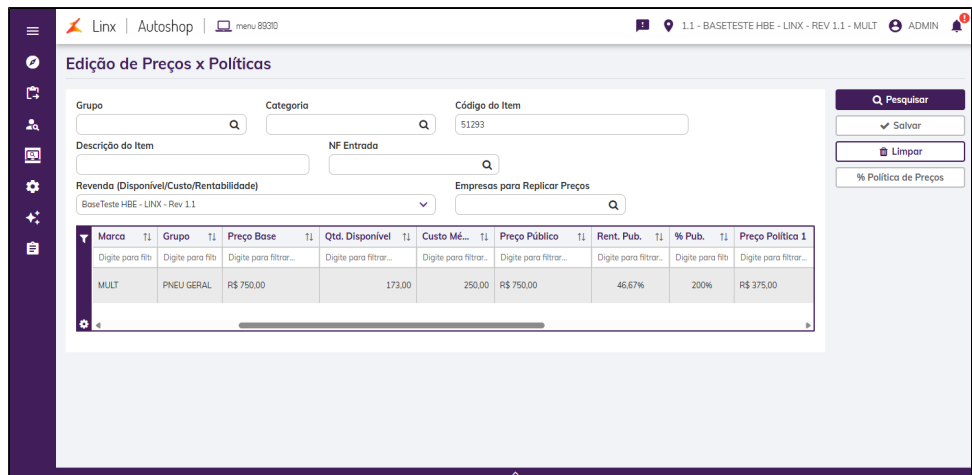 Linx | Autoshop | menu 89310 1.1 - BASETESTE HBE - LINX - REV 1.1 - MULT ADMIN
Edição de Preços x Políticas
Grupo Categoria Código do Item
51293
Descrição do Item NF Entrada
Revenda (Disponível/Custo/Rentabilidade) Empresas para Replicar Preços
BaseTeste HBE - LINX - Rev 1.1
Pesquisar
Salvar
Limpar
% Política de Preços
Marca Grupo Preço Base Qtd. Disponível Custo Mé... Preço Público Rent. Pub. % Pub. Preço Política 1
Digite para filtr Digite para filtr Digite para filtrar... Digite para filtrar... Digite para filtrar... Digite para filtrar... Digite para filtrar... Digite para filtr Digite para filtrar...
MULT PNEU GERAL R$ 750,00 173,00 250,00 R$ 750,00 46,67% 200% R$ 375,00